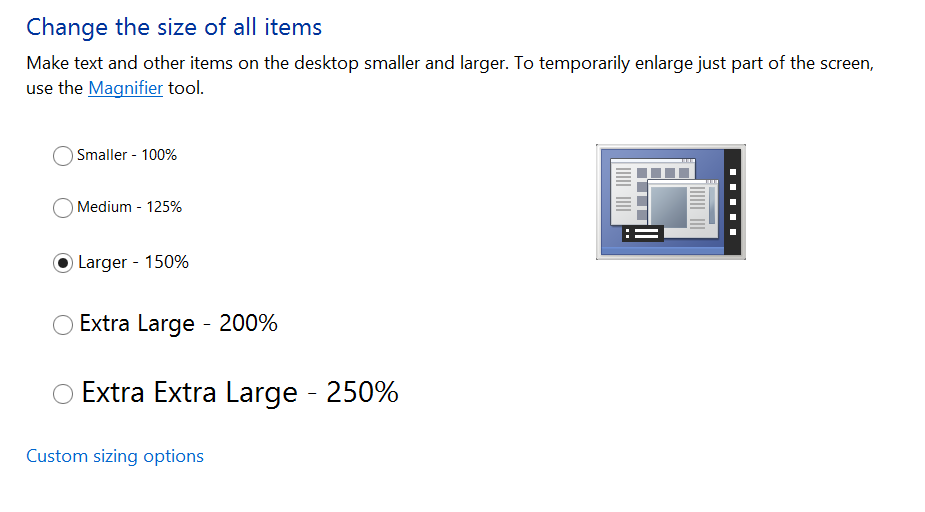 Change the size of all items
Make text and other items on the desktop smaller and larger. To temporarily enlarge just part of the screen,
use the Magnifier tool.
Smaller - 100%
Medium - 125%
Larger - 150%
Extra Large - 200%
Extra Extra Large - 250%
Custom sizing options